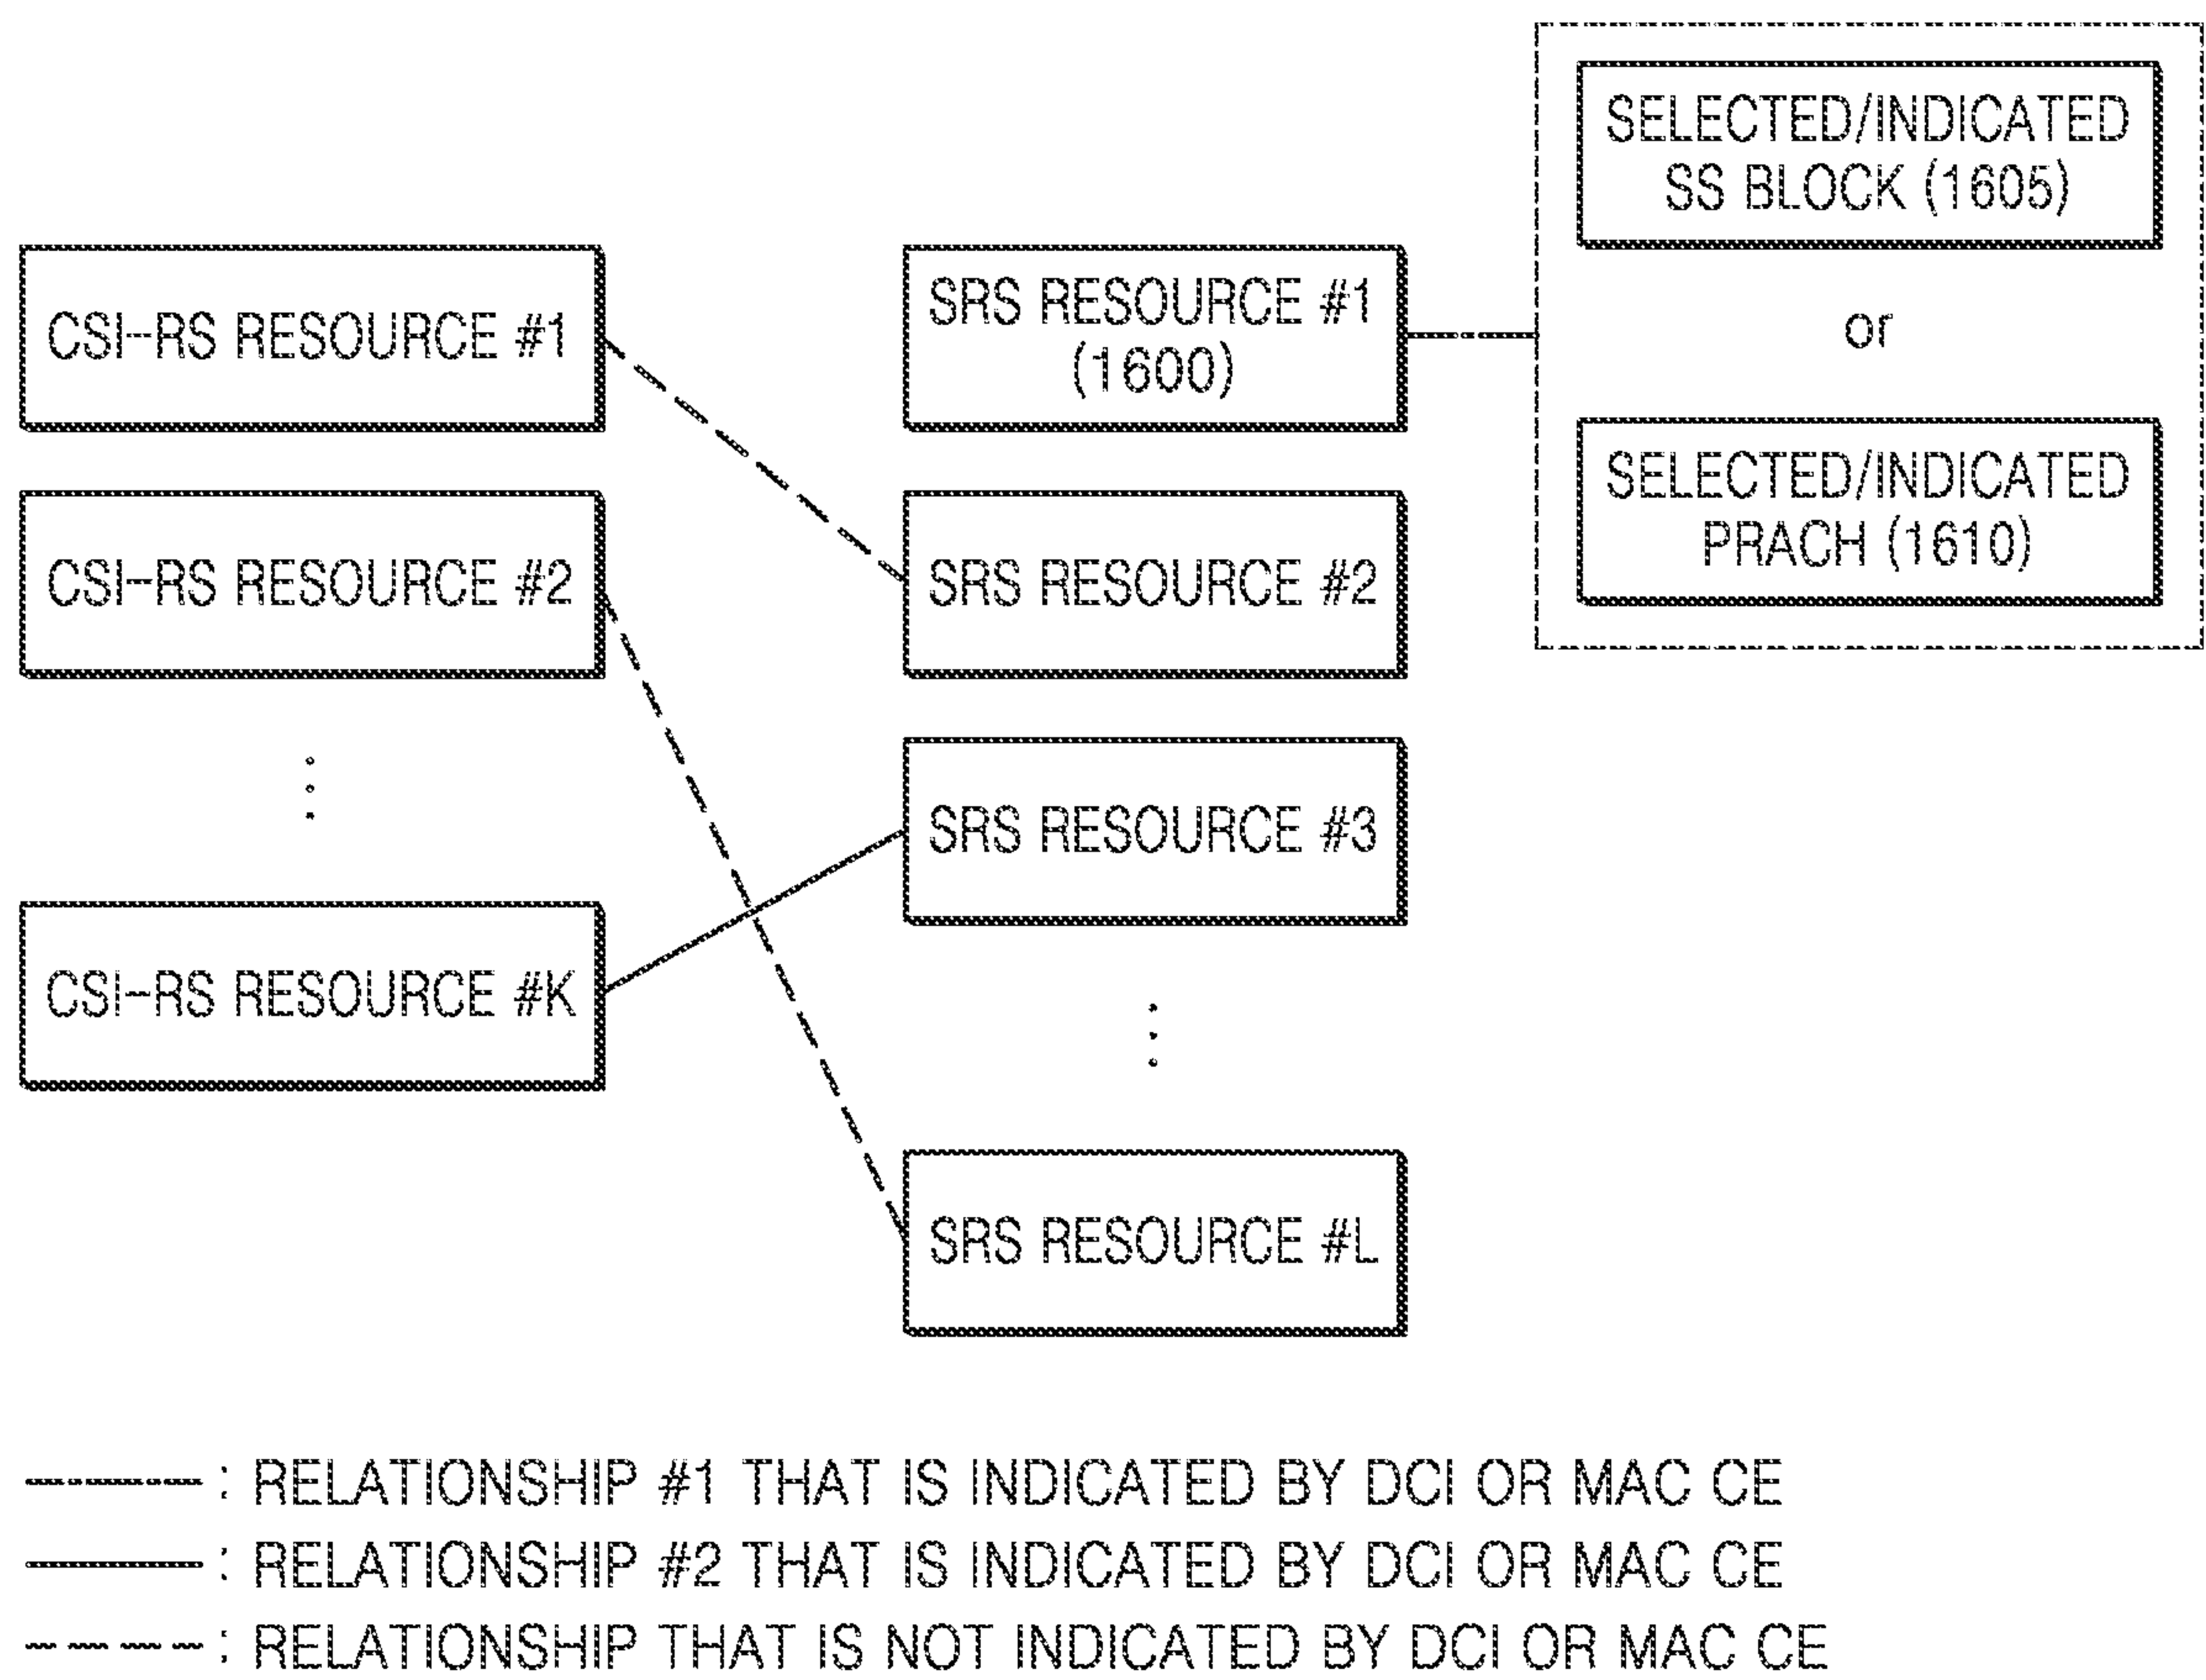 SELECTED/INDICATED
SS BLOCK (1605)
or
SELECTED/INDICATED
PRACH (1610)
CSI-RS RESOURCE #1
CSI-RS RESOURCE #2
CSI-RS RESOURCE #K
SRS RESOURCE #1
(1600)
SRS RESOURCE #2
SRS RESOURCE #3
SRS RESOURCE #L
: RELATIONSHIP #1 THAT IS INDICATED BY DCI OR MAC CE
: RELATIONSHIP #2 THAT IS INDICATED BY DCI OR MAC CE
: RELATIONSHIP THAT IS NOT INDICATED BY DCI OR MAC CE